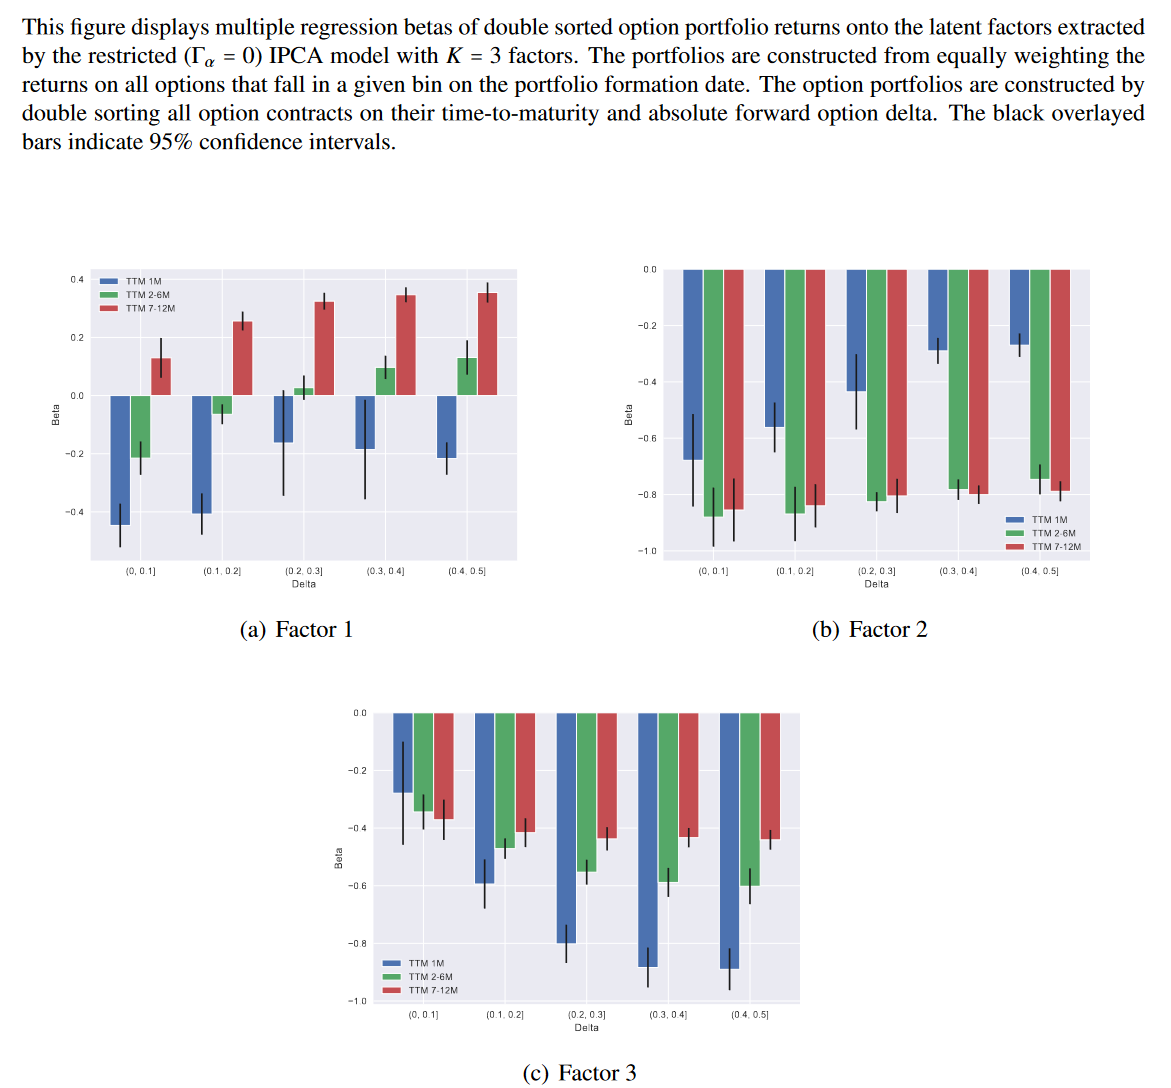 This figure displays multiple regression betas of double sorted option portfolio returns onto the latent factors extracted
by the restricted (Γα = 0) IPCA model with K = 3 factors. The portfolios are constructed from equally weighting the
returns on all options that fall in a given bin on the portfolio formation date. The option portfolios are constructed by
double sorting all option contracts on their time-to-maturity and absolute forward option delta. The black overlayed
bars indicate 95% confidence intervals.
0.4
0.2
0.0
−0.2
−0.4
Beta
TTM 1M
TTM 2-6M
TTM 7-12M
(0, 0.1]
(0.1, 0.2]
(0.2, 0.3]
(0.3, 0.4]
(0.4, 0.5]
Delta
(a) Factor 1
0.0
−0.2
−0.4
−0.6
−0.8
−1.0
Beta
TTM 1M
TTM 2-6M
TTM 7-12M
(0, 0.1]
(0.1, 0.2]
(0.2, 0.3]
(0.3, 0.4]
(0.4, 0.5]
Delta
(b) Factor 2
0.0
−0.2
−0.4
−0.6
−0.8
−1.0
Beta
TTM 1M
TTM 2-6M
TTM 7-12M
(0, 0.1]
(0.1, 0.2]
(0.2, 0.3]
(0.3, 0.4]
(0.4, 0.5]
Delta
(c) Factor 3